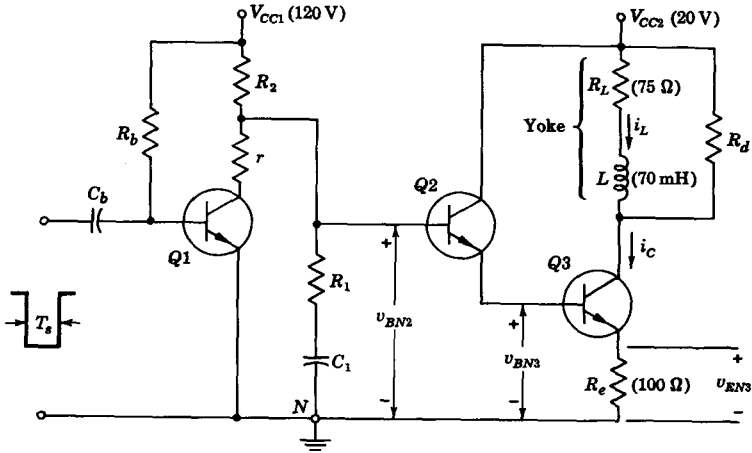 V_CC1 (120 V)
V_CC2 (20 V)
R_2
R_L (75 Ω)
Yoke
i_L
R_d
R_b
r
L (70 mH)
C_b
Q2
Q1
Q3
i_C
R_1
+
+
T_s
v_BN2
v_BN3
+
C_1
R_e (100 Ω)
v_EN3
N
−
−
−